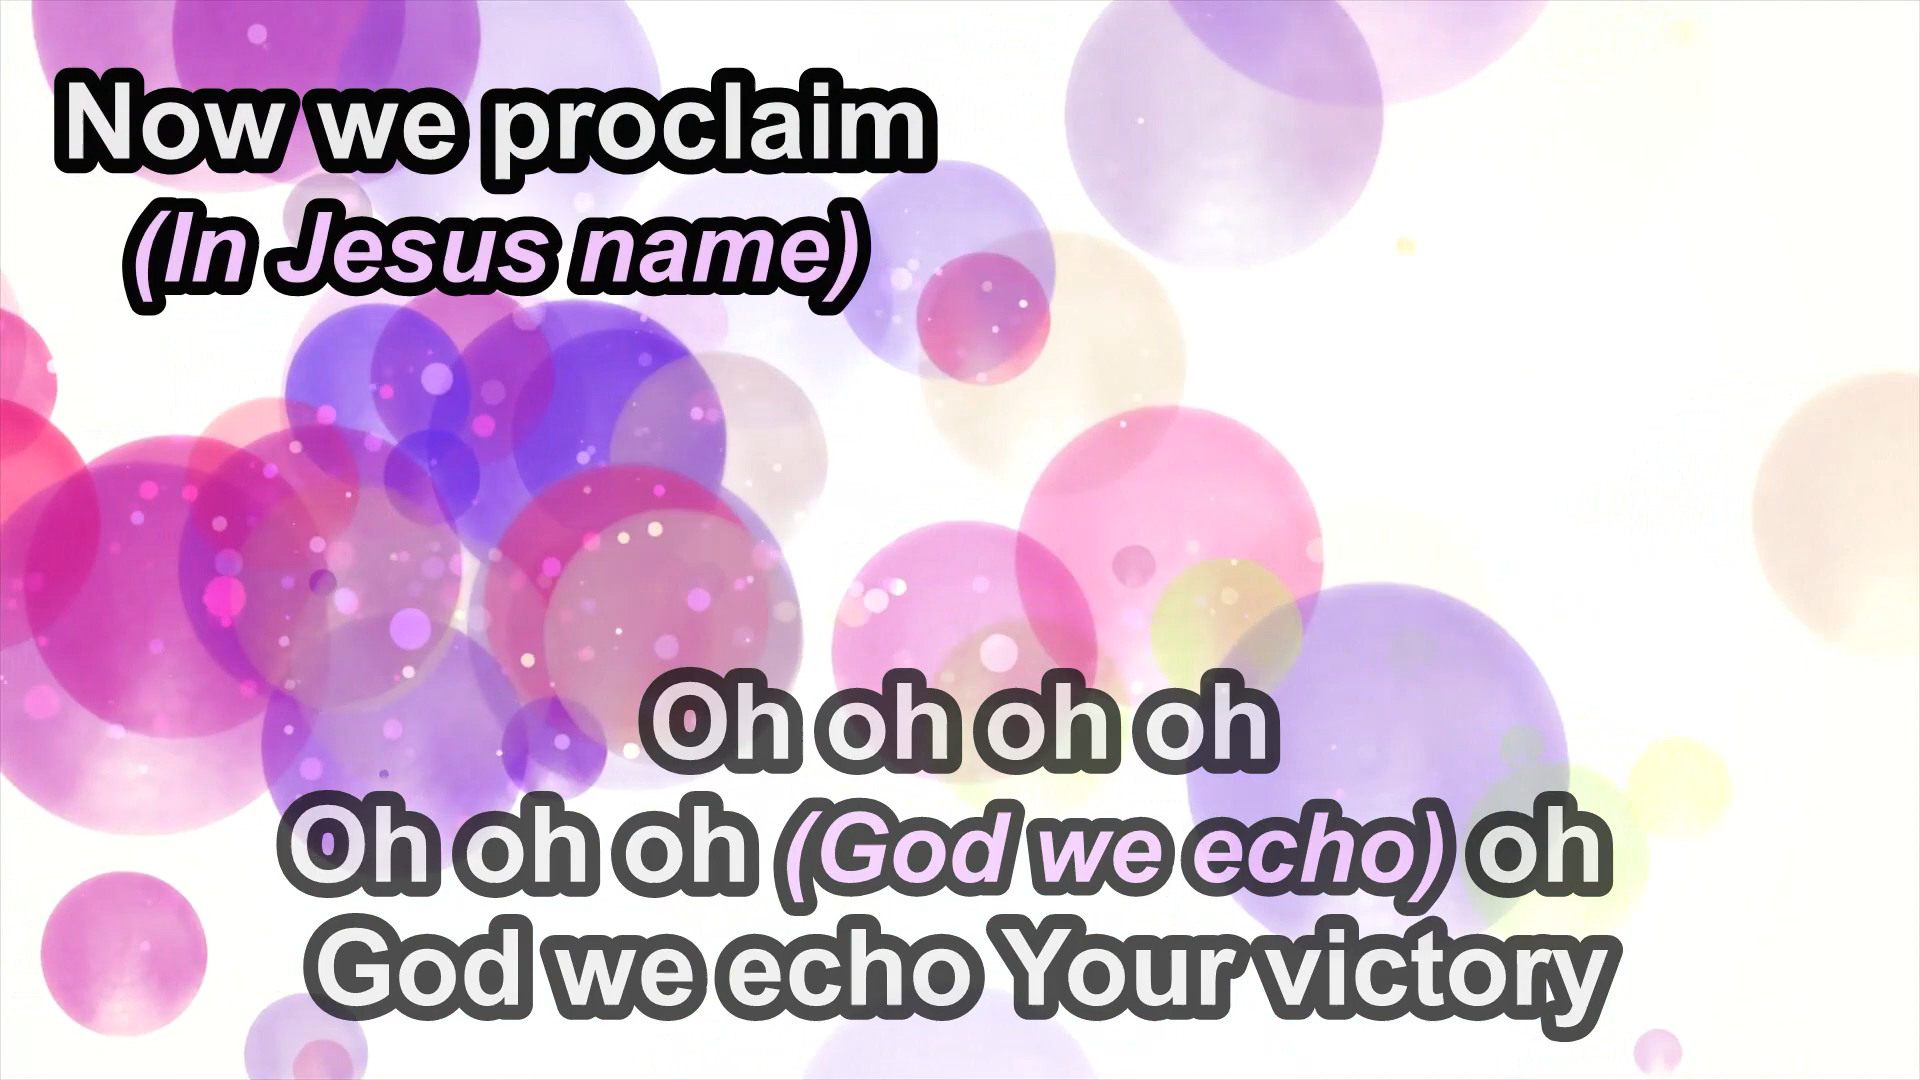 Now we proclaim
(In Jesus name)
Oh oh oh oh
Oh oh oh (God we echo) oh
God we echo Your victory